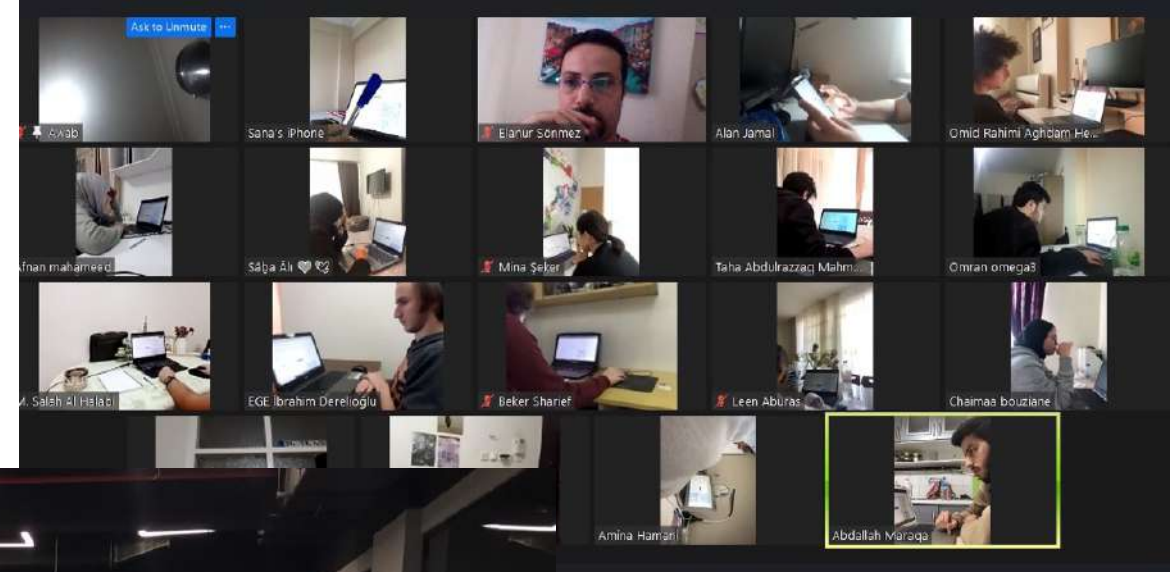 Ask to Unmute ...
Awab
Sana's iPhone
Elanur Sönmez
Alan Jamal
Omid Rahimi Aghdam He...
Afnan mahameed
Sâba Âli
Mina Şeker
Taha Abdulrazzaq Mahm...
Omran omega3
M. Salah Al Halabi
EGE İbrahim Derelioğlu
Beker Sharief
Leen Aburas
Chaimaa bouziane
Amina Hamani
Abdallah Maraqa